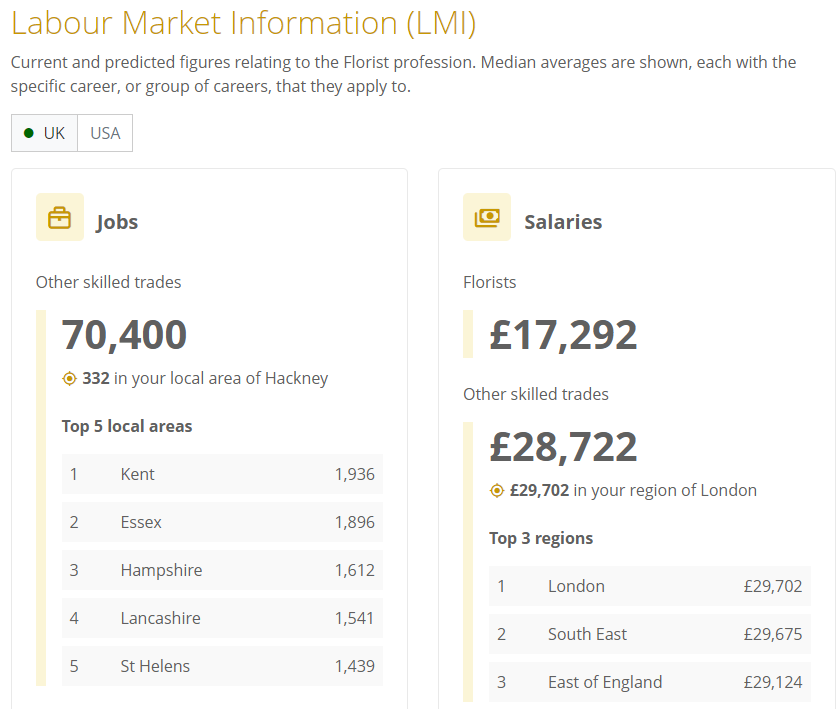 Labour Market Information (LMI)
Current and predicted figures relating to the Florist profession. Median averages are shown, each with the
specific career, or group of careers, that they apply to.
UK USA
Jobs
Other skilled trades
70,400
332 in your local area of Hackney
Top 5 local areas
1 Kent 1,936
2 Essex 1,896
3 Hampshire 1,612
4 Lancashire 1,541
5 St Helens 1,439
Salaries
Florists
£17,292
Other skilled trades
£28,722
£29,702 in your region of London
Top 3 regions
1 London £29,702
2 South East £29,675
3 East of England £29,124